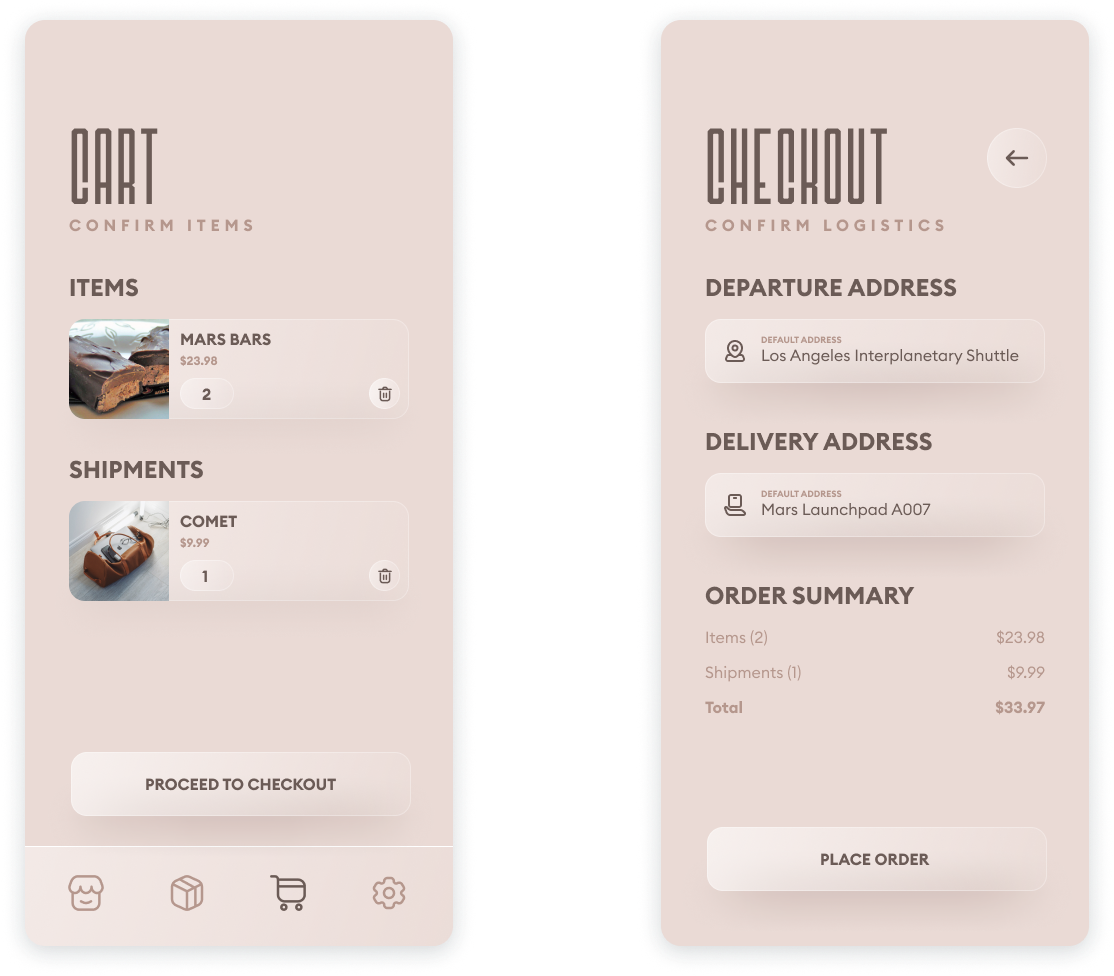 CART
CONFIRM ITEMS
ITEMS
MARS BARS
$23.98
2
SHIPMENTS
COMET
$9.99
1
PROCEED TO CHECKOUT
CHECKOUT
CONFIRM LOGISTICS
DEPARTURE ADDRESS
DEFAULT ADDRESS
Los Angeles Interplanetary Shuttle
DELIVERY ADDRESS
DEFAULT ADDRESS
Mars Launchpad A007
ORDER SUMMARY
Items (2) $23.98
Shipments (1) $9.99
Total $33.97
PLACE ORDER